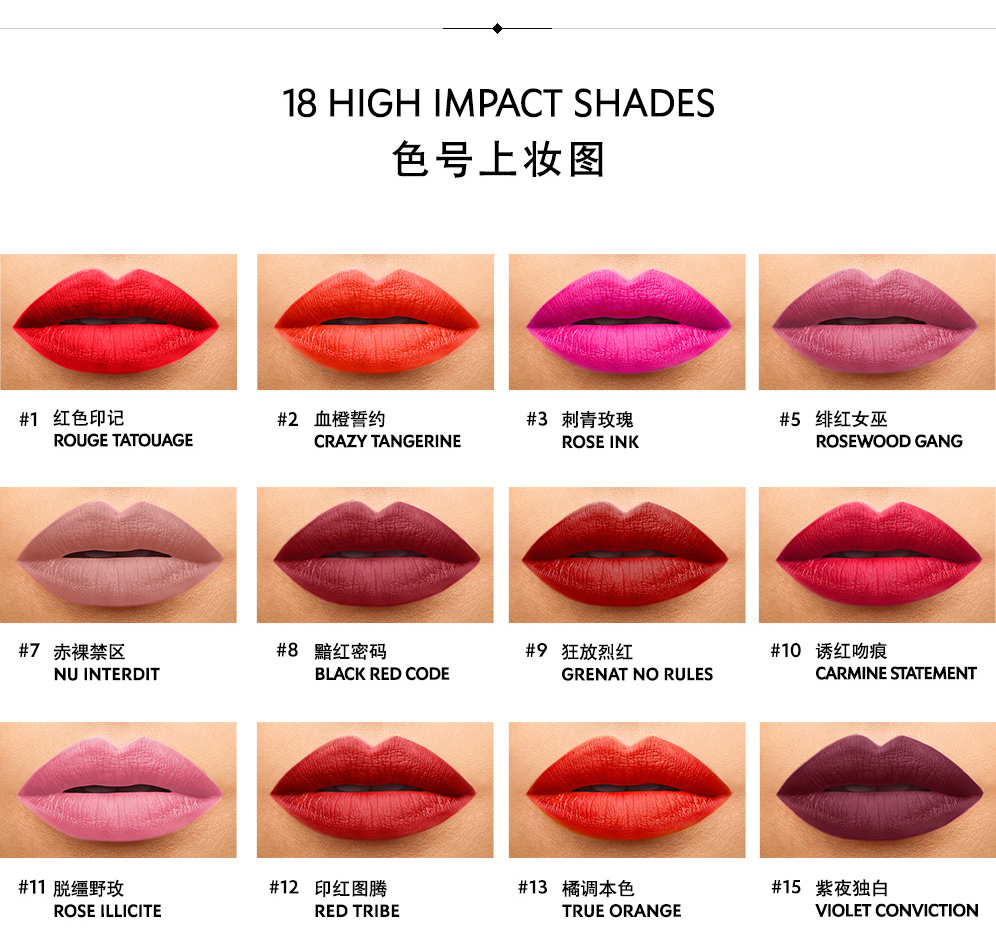 18 HIGH IMPACT SHADES
色号上妆图
#1 红色印记
ROUGE TATOUAGE
#2 血橙誓约
CRAZY TANGERINE
#3 刺青玫瑰
ROSE INK
#5 绯红女巫
ROSEWOOD GANG
#7 赤裸禁区
NU INTERDIT
#8 黯红密码
BLACK RED CODE
#9 狂放烈红
GRENAT NO RULES
#10 诱红吻痕
CARMINE STATEMENT
#11 脱缰野玫
ROSE ILLICITE
#12 印红图腾
RED TRIBE
#13 橘调本色
TRUE ORANGE
#15 紫夜独白
VIOLET CONVICTION